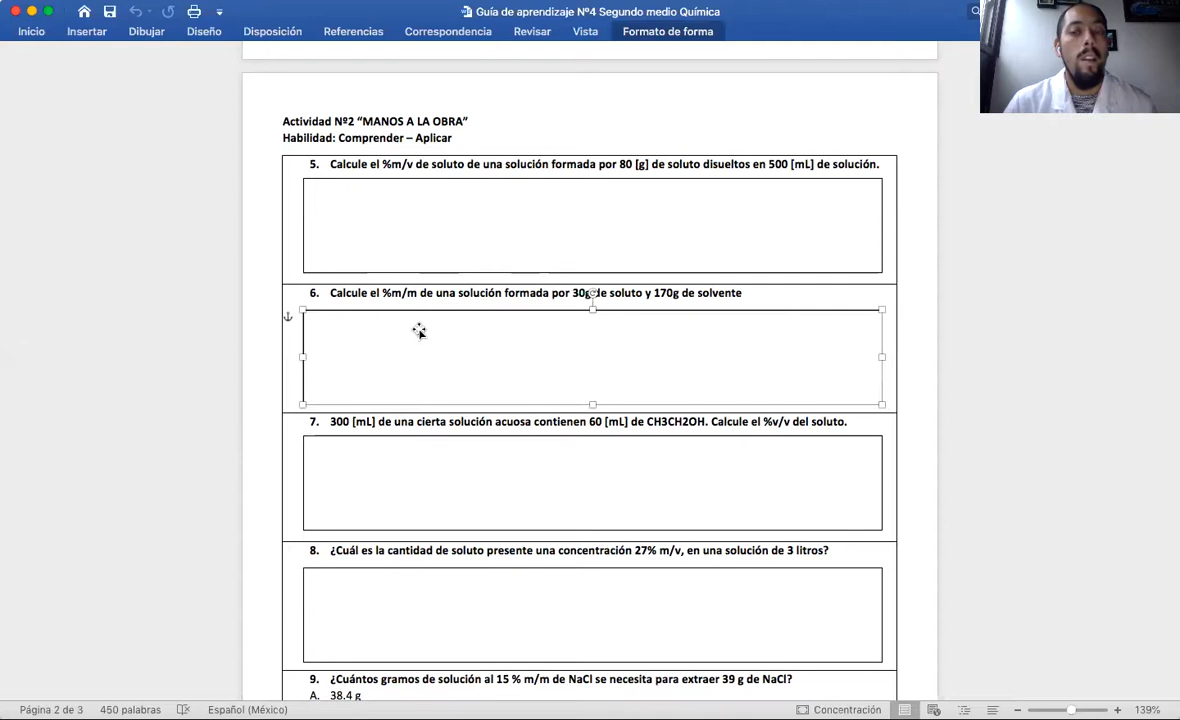 Guía de aprendizaje Nº4 Segundo medio Química
Inicio Insertar Dibujar Diseño Disposición Referencias Correspondencia Revisar Vista Formato de forma
Actividad Nº2 “MANOS A LA OBRA”
Habilidad: Comprender – Aplicar
5. Calcule el %m/v de soluto de una solución formada por 80 [g] de soluto disueltos en 500 [mL] de solución.
6. Calcule el %m/m de una solución formada por 30g de soluto y 170g de solvente
7. 300 [mL] de una cierta solución acuosa contienen 60 [mL] de CH3CH2OH. Calcule el %v/v del soluto.
8. ¿Cuál es la cantidad de soluto presente una concentración 27% m/v, en una solución de 3 litros?
9. ¿Cuántos gramos de solución al 15 % m/m de NaCl se necesita para extraer 39 g de NaCl?
A. 38.4 g
Página 2 de 3 450 palabras Español (México) Concentración 139%